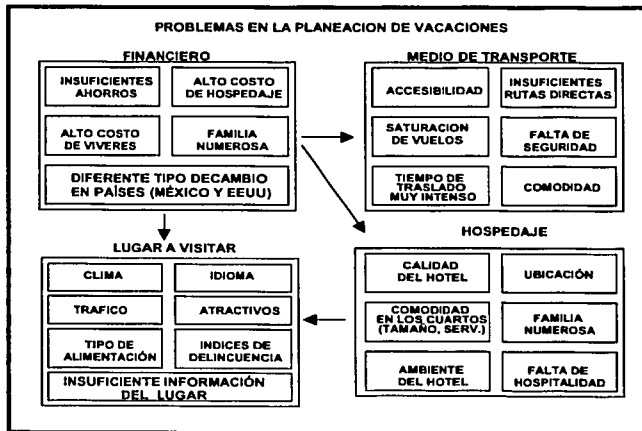 PROBLEMAS EN LA PLANEACION DE VACACIONES
FINANCIERO
INSUFICIENTES
AHORROS
ALTO COSTO
DE HOSPEDAJE
ALTO COSTO
DE VIVERES
FAMILIA
NUMEROSA
DIFERENTE TIPO DECAMBIO
EN PAÍSES (MÉXICO Y EEUU)
MEDIO DE TRANSPORTE
ACCESIBILIDAD
INSUFICIENTES
RUTAS DIRECTAS
SATURACION
DE VUELOS
FALTA DE
SEGURIDAD
TIEMPO DE
TRASLADO
MUY INTENSO
COMODIDAD
LUGAR A VISITAR
CLIMA
IDIOMA
TRAFICO
ATRACTIVOS
TIPO DE
ALIMENTACIÓN
INDICES DE
DELINCUENCIA
INSUFICIENTE INFORMACIÓN
DEL LUGAR
HOSPEDAJE
CALIDAD
DEL HOTEL
UBICACIÓN
COMODIDAD
EN LOS CUARTOS
(TAMAÑO, SERV.)
FAMILIA
NUMEROSA
AMBIENTE
DEL HOTEL
FALTA DE
HOSPITALIDAD